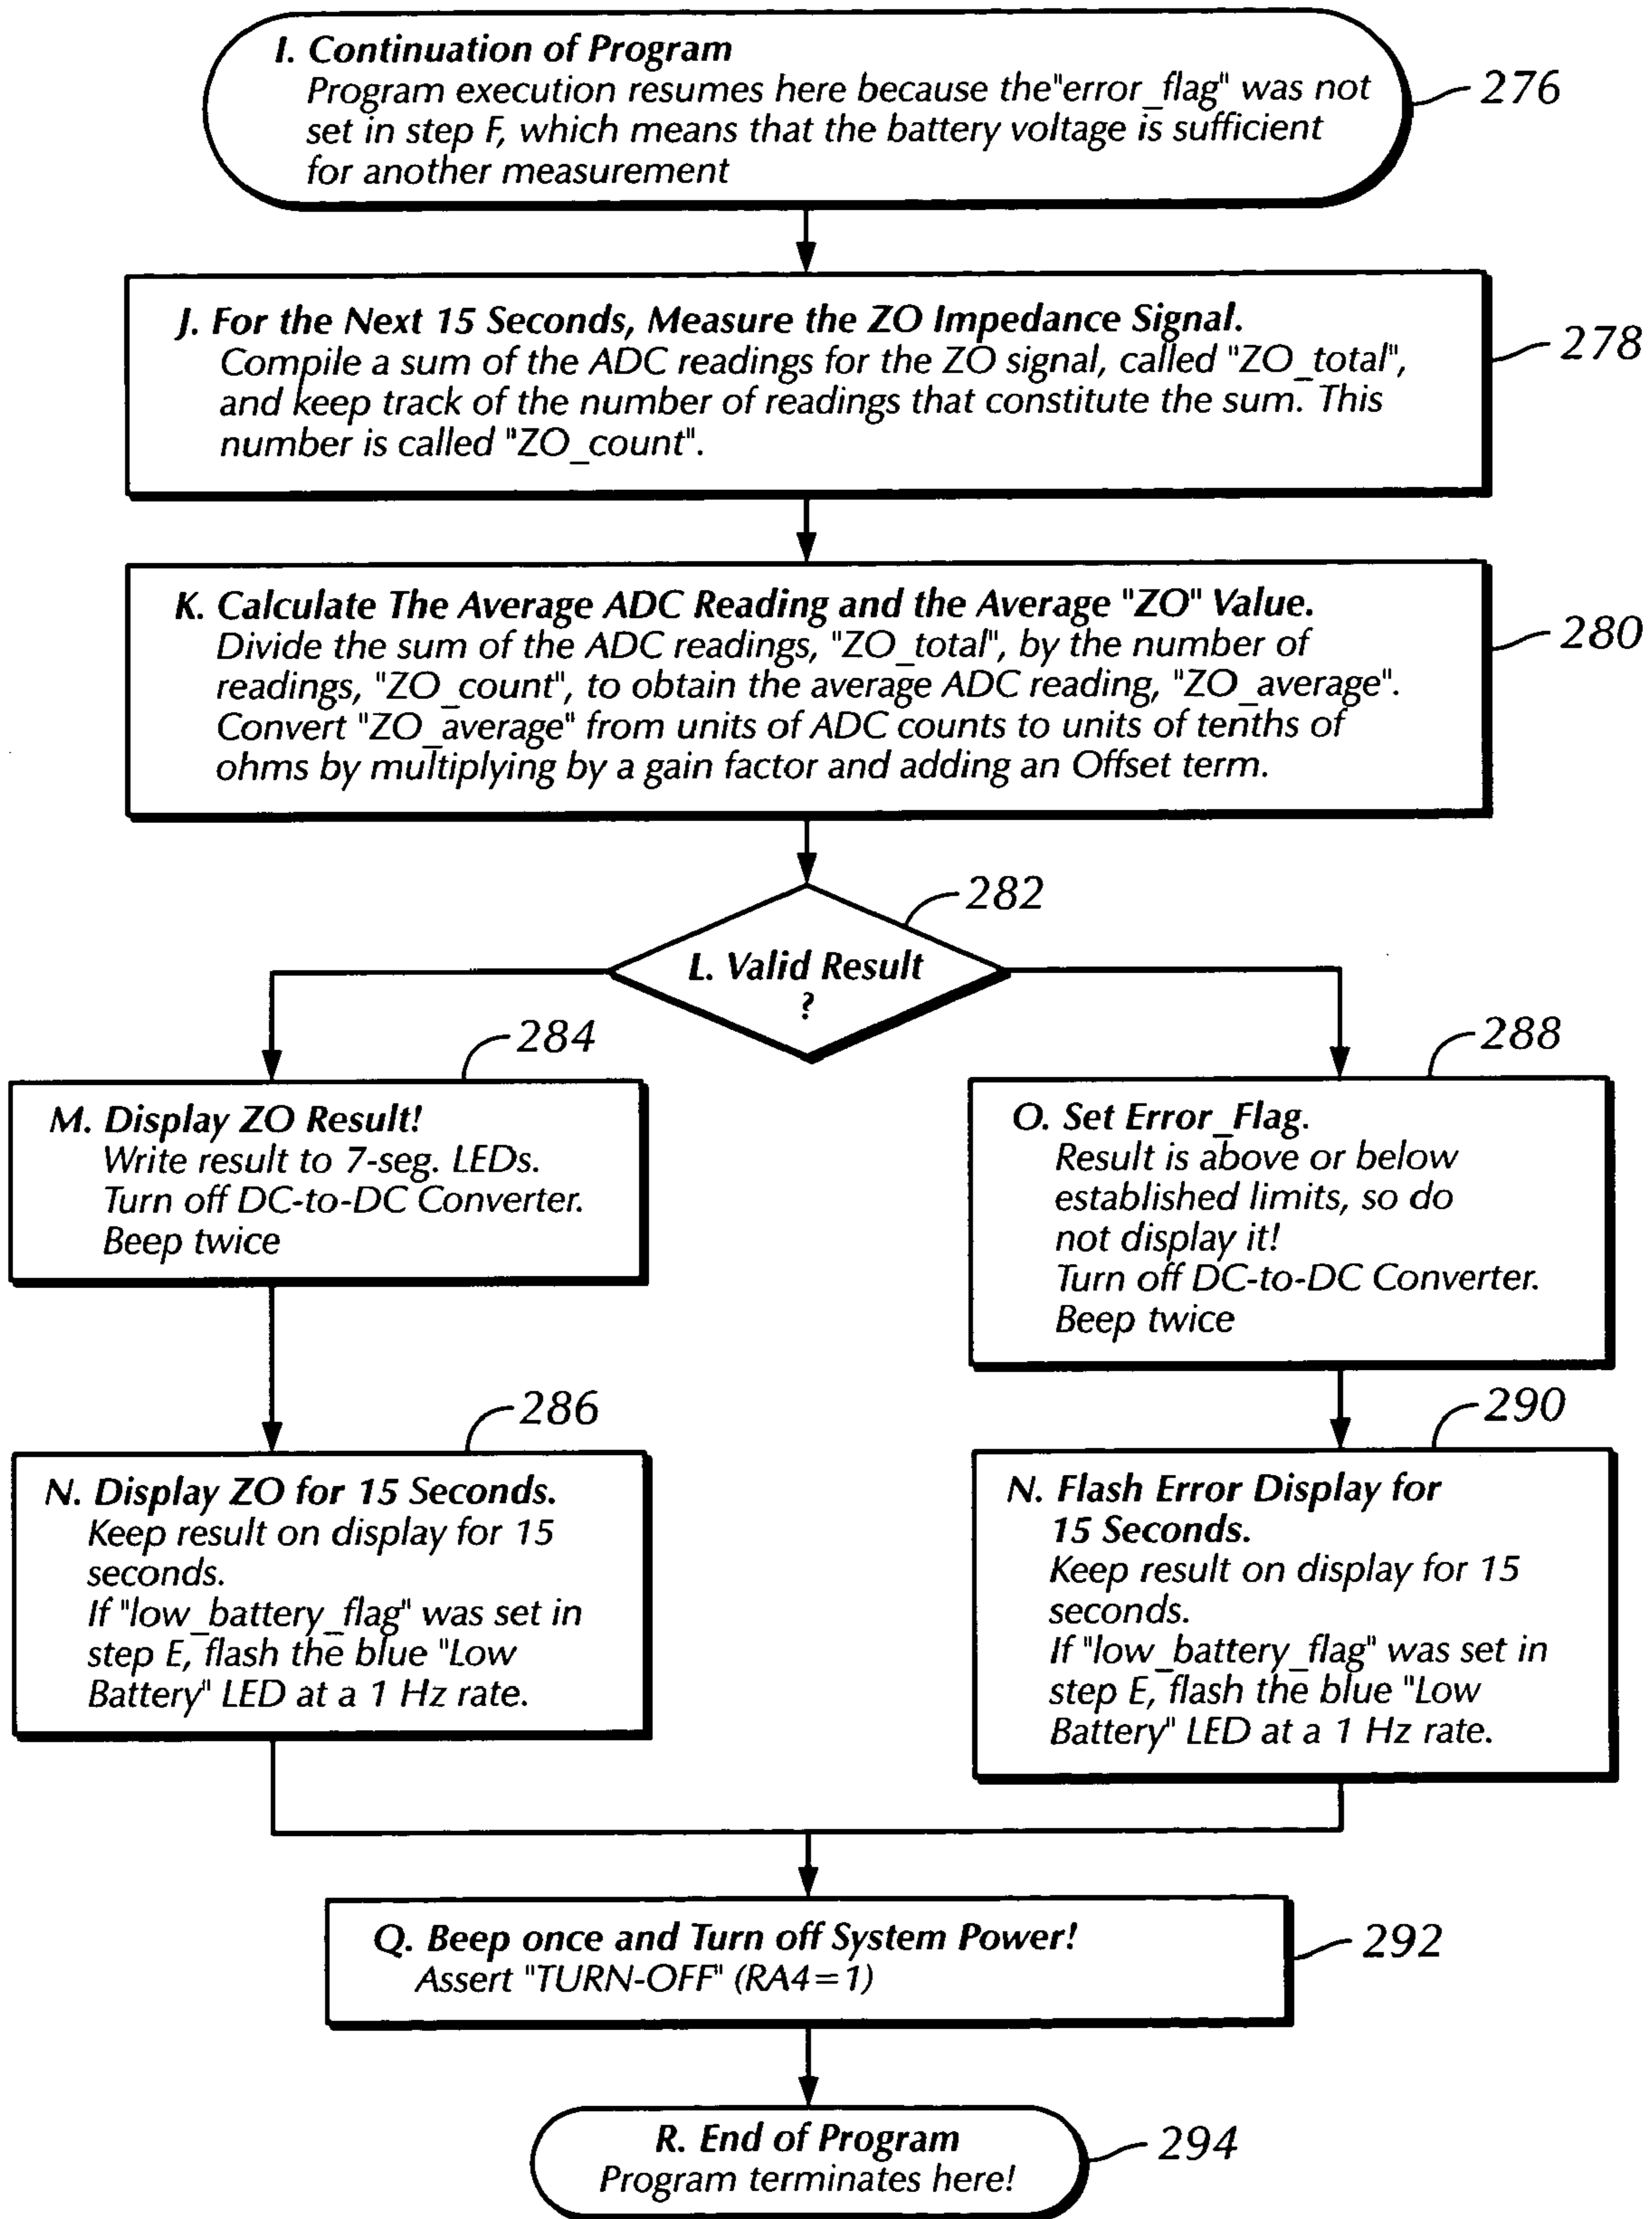 I. Continuation of Program
Program execution resumes here because the"error_flag" was not
set in step F, which means that the battery voltage is sufficient
for another measurement
276
J. For the Next 15 Seconds, Measure the ZO Impedance Signal.
Compile a sum of the ADC readings for the ZO signal, called "ZO_total",
and keep track of the number of readings that constitute the sum. This
number is called "ZO_count".
278
K. Calculate The Average ADC Reading and the Average "ZO" Value.
Divide the sum of the ADC readings, "ZO_total", by the number of
readings, "ZO_count", to obtain the average ADC reading, "ZO_average".
Convert "ZO_average" from units of ADC counts to units of tenths of
ohms by multiplying by a gain factor and adding an Offset term.
280
282
L. Valid Result
?
284
M. Display ZO Result!
Write result to 7-seg. LEDs.
Turn off DC-to-DC Converter.
Beep twice
288
O. Set Error_Flag.
Result is above or below
established limits, so do
not display it!
Turn off DC-to-DC Converter.
Beep twice
286
N. Display ZO for 15 Seconds.
Keep result on display for 15
seconds.
If "low_battery_flag" was set in
step E, flash the blue "Low
Battery" LED at a 1 Hz rate.
290
N. Flash Error Display for
15 Seconds.
Keep result on display for 15
seconds.
If "low_battery_flag" was set in
step E, flash the blue "Low
Battery" LED at a 1 Hz rate.
Q. Beep once and Turn off System Power!
Assert "TURN-OFF" (RA4=1)
292
R. End of Program
Program terminates here!
294